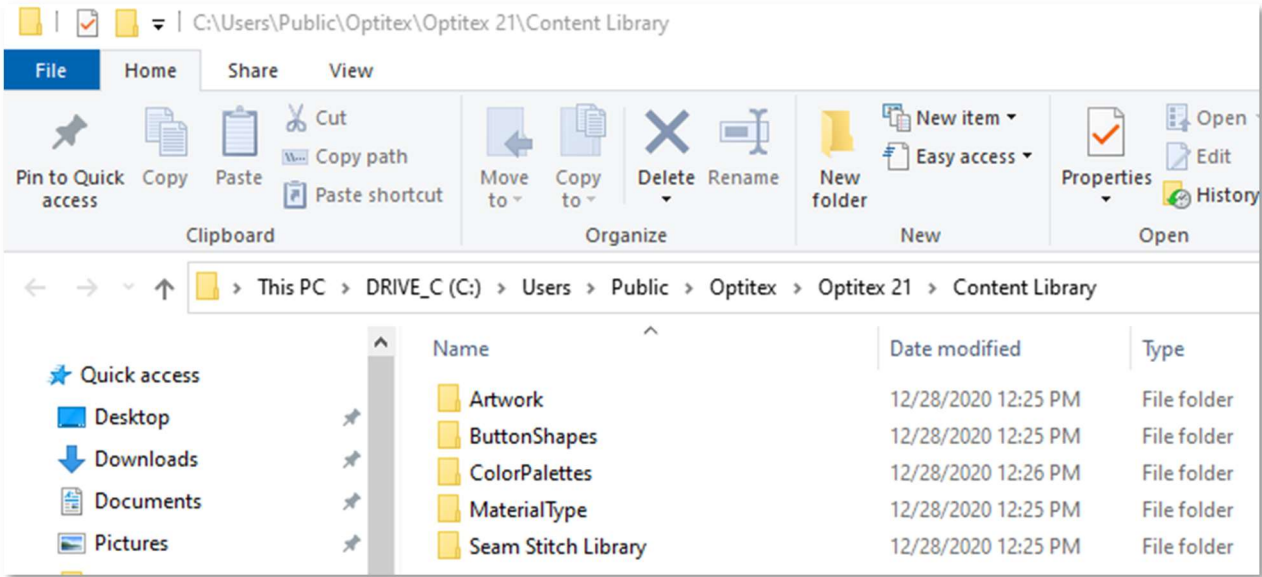 C:\Users\Public\Optitex\Optitex 21\Content Library
File Home Share View
Pin to Quick access
Copy
Paste
Cut
Copy path
Paste shortcut
Clipboard
Move to
Copy to
Delete
Rename
Organize
New folder
New item
Easy access
New
Properties
Open
Edit
History
Open
This PC > DRIVE_C (C:) > Users > Public > Optitex > Optitex 21 > Content Library
Quick access
Desktop
Downloads
Documents
Pictures
Name Date modified Type
Artwork 12/28/2020 12:25 PM File folder
ButtonShapes 12/28/2020 12:25 PM File folder
ColorPalettes 12/28/2020 12:26 PM File folder
MaterialType 12/28/2020 12:25 PM File folder
Seam Stitch Library 12/28/2020 12:25 PM File folder